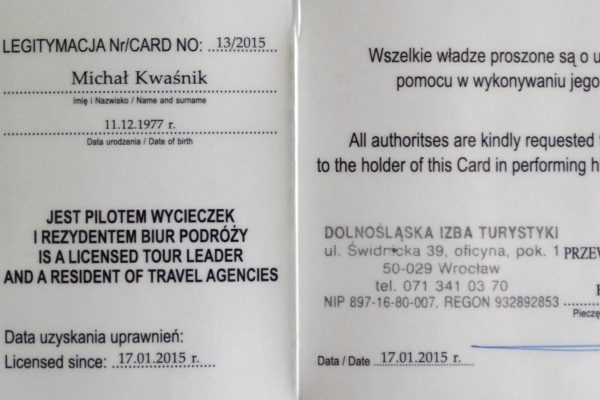 LEGITYMACJA Nr/CARD NO: 13/2015
Michał Kwaśnik
Imię i Nazwisko / Name and surname
11.12.1977 r.
Data urodzenia / Date of birth
JEST PILOTEM WYCIECZEK
I REZYDENTEM BIUR PODRÓŻY
IS A LICENSED TOUR LEADER
AND A RESIDENT OF TRAVEL AGENCIES
Data uzyskania uprawnień:
Licensed since: 17.01.2015 r.
Wszelkie władze proszone są o u
pomocu w wykonywaniu jego
All authoritses are kindly requested
to the holder of this Card in performing h
DOLNOŚLĄSKA IZBA TURYSTYKI
ul. Świdnicka 39, oficyna, pok. 1 PRZEW
50-029 Wrocław
tel. 071 341 03 70
NIP 897-16-80-007, REGON 932892853
Pieczę
Data / Date 17.01.2015 r.